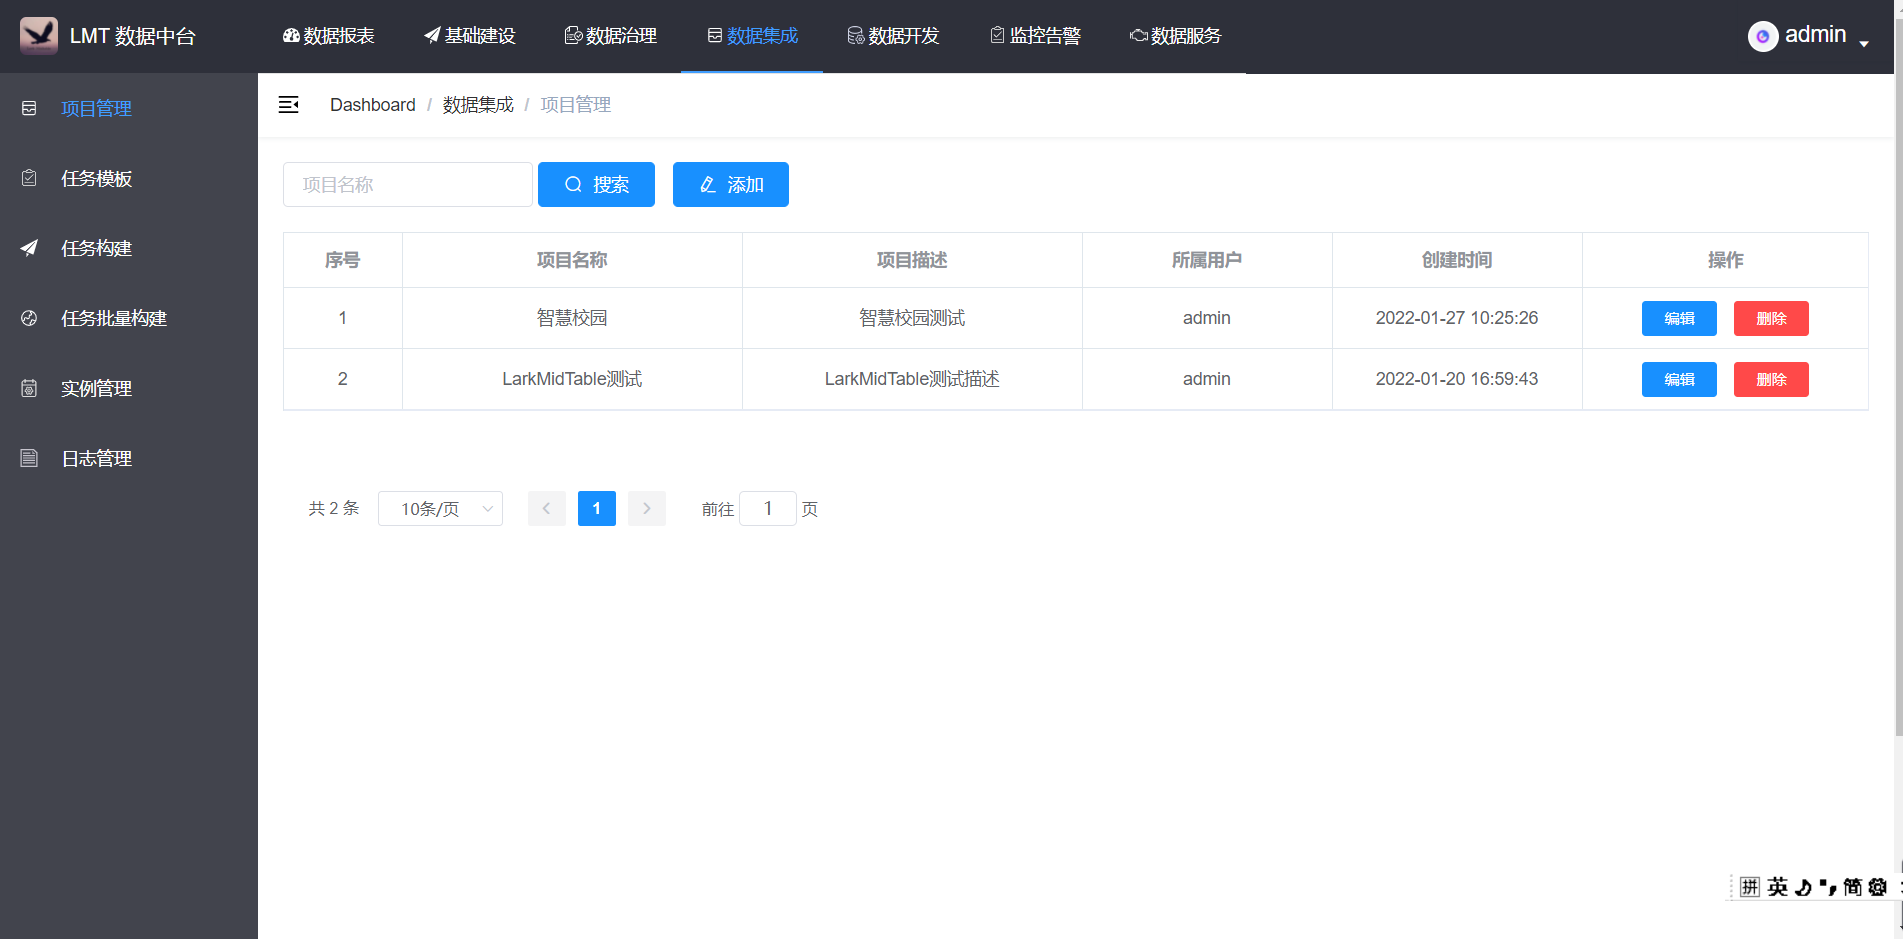 LMT 数据中台
数据报表 基础建设 数据治理 数据集成 数据开发 监控告警 数据服务
admin
项目管理
任务模板
任务构建
任务批量构建
实例管理
日志管理
Dashboard / 数据集成 / 项目管理
项目名称 搜索 添加
序号 项目名称 项目描述 所属用户 创建时间 操作
1 智慧校园 智慧校园测试 admin 2022-01-27 10:25:26 编辑 删除
2 LarkMidTable测试 LarkMidTable测试描述 admin 2022-01-20 16:59:43 编辑 删除
共 2 条 10条/页 1 前往 1 页
拼 英 简